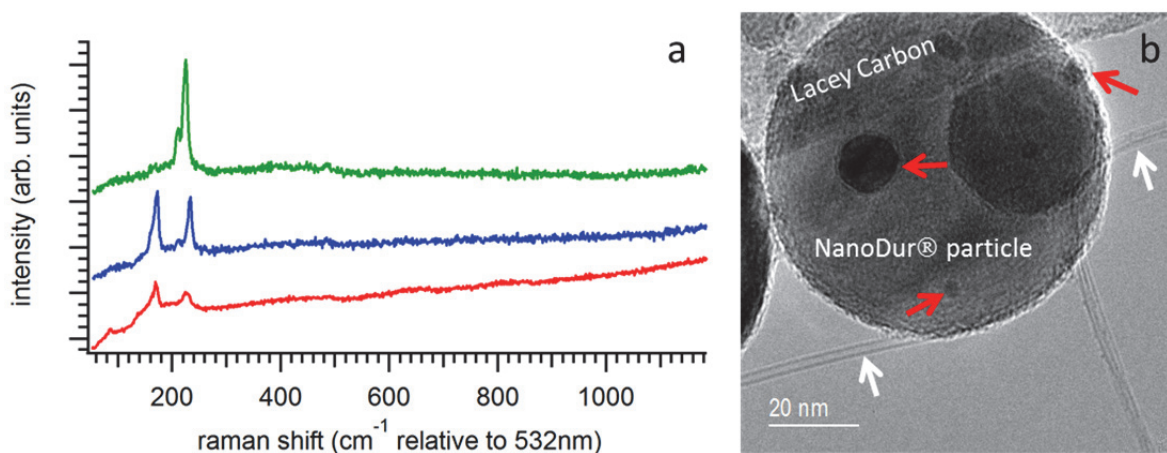 a
intensity (arb. units)
200
400
600
800
1000
raman shift (cm⁻¹ relative to 532nm)
b
Lacey Carbon
NanoDur® particle
20 nm